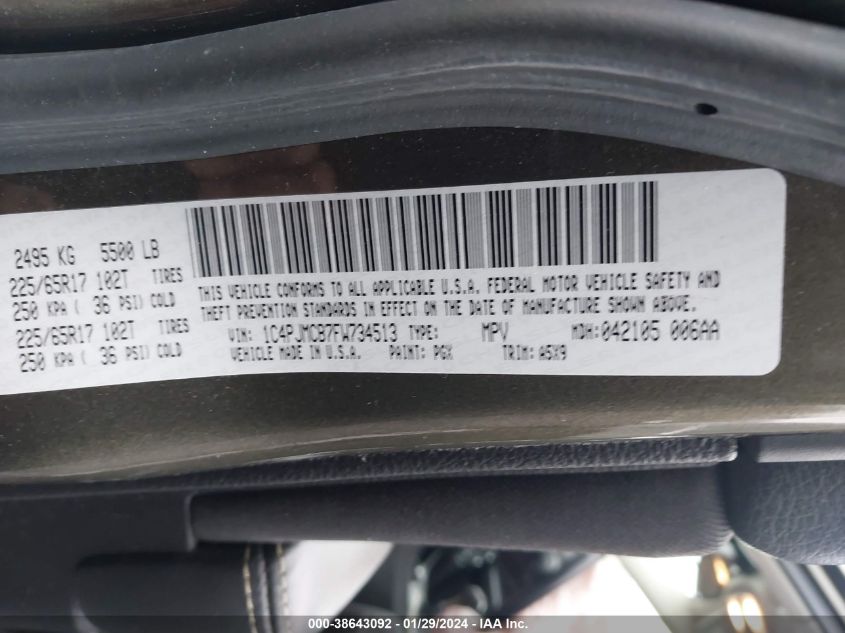 2495 KG 5500 LB
225/65R17 102T TIRES
250 KPA ( 36 PSI) COLD
225/65R17 102T TIRES
250 KPA ( 36 PSI) COLD
THIS VEHICLE CONFORMS TO ALL APPLICABLE U.S.A. FEDERAL MOTOR VEHICLE SAFETY AND
THEFT PREVENTION STANDARDS IN EFFECT ON THE DATE OF MANUFACTURE SHOWN ABOVE.
VIN: 1C4PJMCB7FW734513 TYPE: MPV MDH: 042105 006AA
VEHICLE MADE IN U.S.A. PAINT: PGX TRIM: A5X9
000-38643092 - 01/29/2024 - IAA Inc.